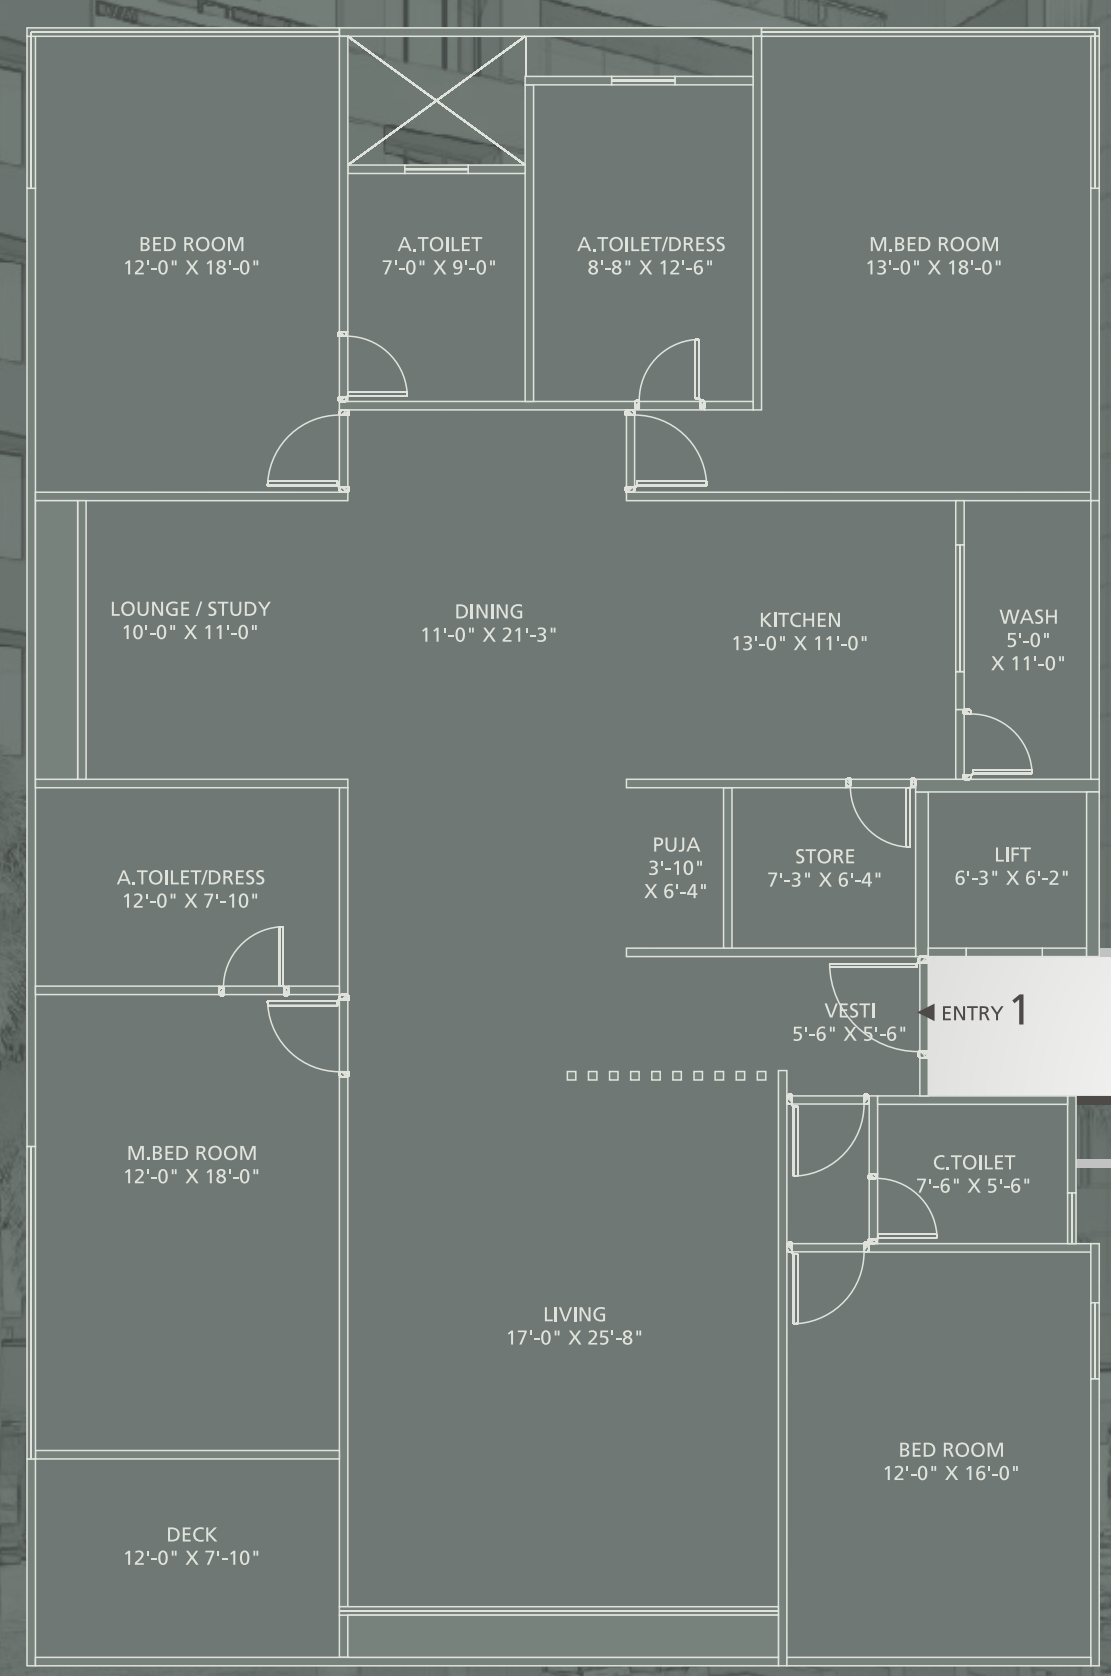 BED ROOM
12'-0" X 18'-0"
A.TOILET
7'-0" X 9'-0"
A.TOILET/DRESS
8'-8" X 12'-6"
M.BED ROOM
13'-0" X 18'-0"
LOUNGE / STUDY
10'-0" X 11'-0"
DINING
11'-0" X 21'-3"
KITCHEN
13'-0" X 11'-0"
WASH
5'-0"
X 11'-0"
A.TOILET/DRESS
12'-0" X 7'-10"
PUJA
3'-10"
X 6'-4"
STORE
7'-3" X 6'-4"
LIFT
6'-3" X 6'-2"
VESTI
5'-6" X 5'-6"
ENTRY 1
M.BED ROOM
12'-0" X 18'-0"
C.TOILET
7'-6" X 5'-6"
LIVING
17'-0" X 25'-8"
BED ROOM
12'-0" X 16'-0"
DECK
12'-0" X 7'-10"